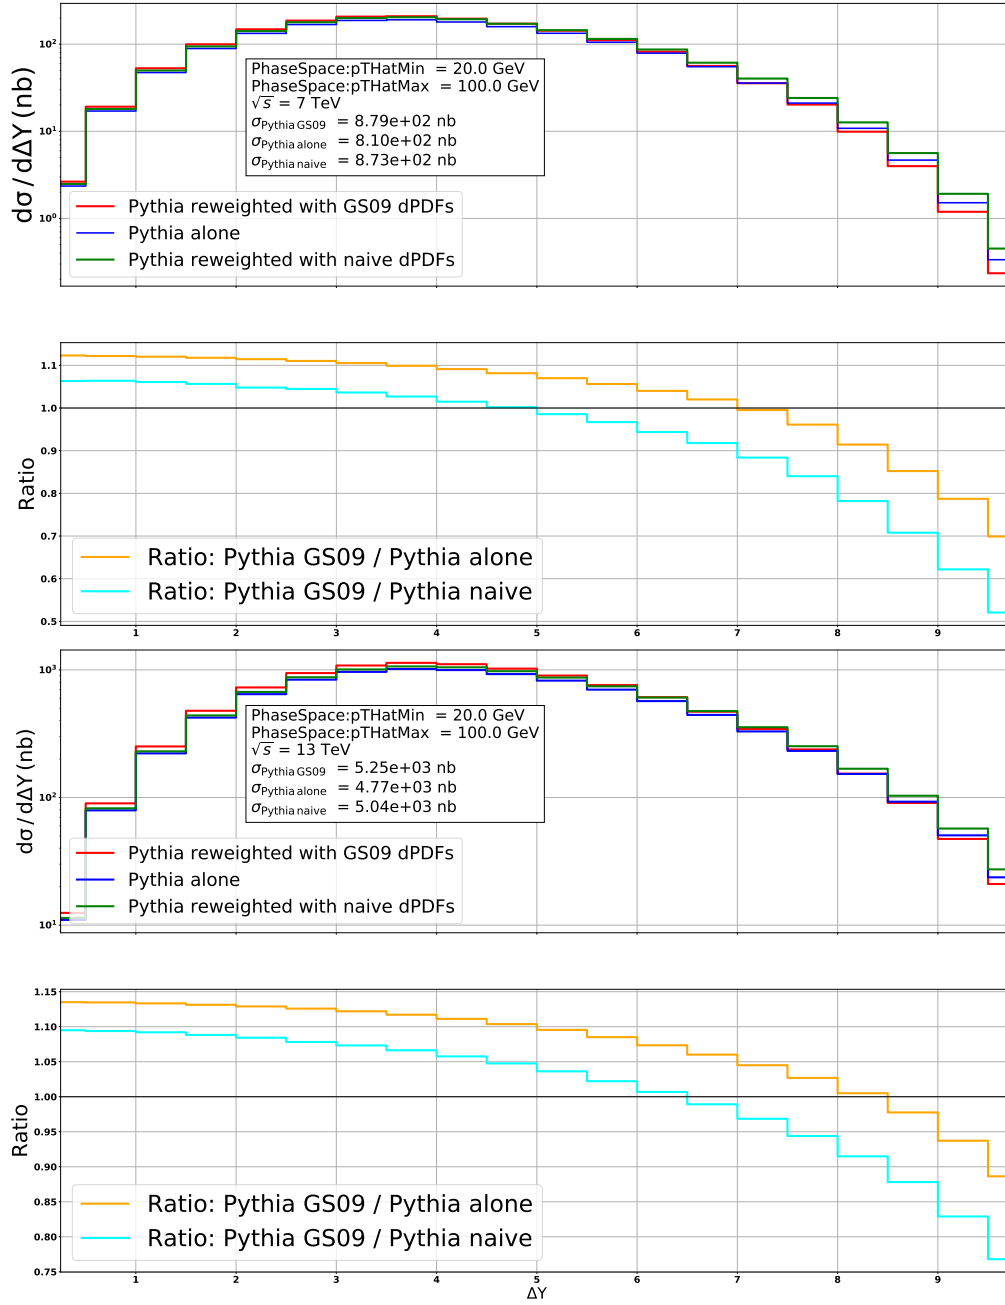 10²
10¹
10⁰
dσ / dΔY (nb)
PhaseSpace:pTHatMin = 20.0 GeV
PhaseSpace:pTHatMax = 100.0 GeV
√s = 7 TeV
σPythia GS09 = 8.79e+02 nb
σPythia alone = 8.10e+02 nb
σPythia naive = 8.73e+02 nb
Pythia reweighted with GS09 dPDFs
Pythia alone
Pythia reweighted with naive dPDFs
1.1
1.0
0.9
0.8
0.7
0.6
0.5
Ratio
Ratio: Pythia GS09 / Pythia alone
Ratio: Pythia GS09 / Pythia naive
1 2 3 4 5 6 7 8 9
10³
10²
10¹
dσ / dΔY (nb)
PhaseSpace:pTHatMin = 20.0 GeV
PhaseSpace:pTHatMax = 100.0 GeV
√s = 13 TeV
σPythia GS09 = 5.25e+03 nb
σPythia alone = 4.77e+03 nb
σPythia naive = 5.04e+03 nb
Pythia reweighted with GS09 dPDFs
Pythia alone
Pythia reweighted with naive dPDFs
1.15
1.10
1.05
1.00
0.95
0.90
0.85
0.80
0.75
Ratio
Ratio: Pythia GS09 / Pythia alone
Ratio: Pythia GS09 / Pythia naive
1 2 3 4 5 6 7 8 9
ΔY